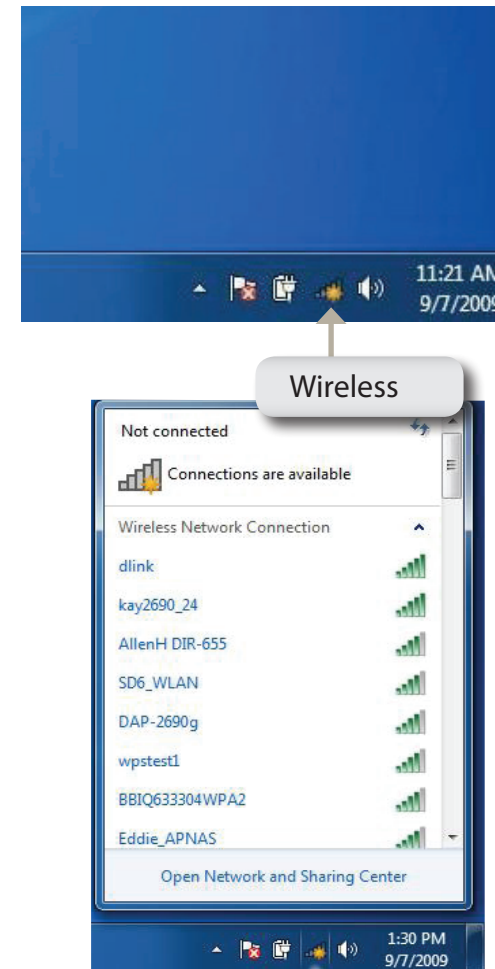 11:21 AM
9/7/2009
Wireless
Not connected
Connections are available
Wireless Network Connection
dlink
kay2690_24
AllenH DIR-655
SD6_WLAN
DAP-2690g
wpstest1
BBIQ633304WPA2
Eddie_APNAS
Open Network and Sharing Center
1:30 PM
9/7/2009